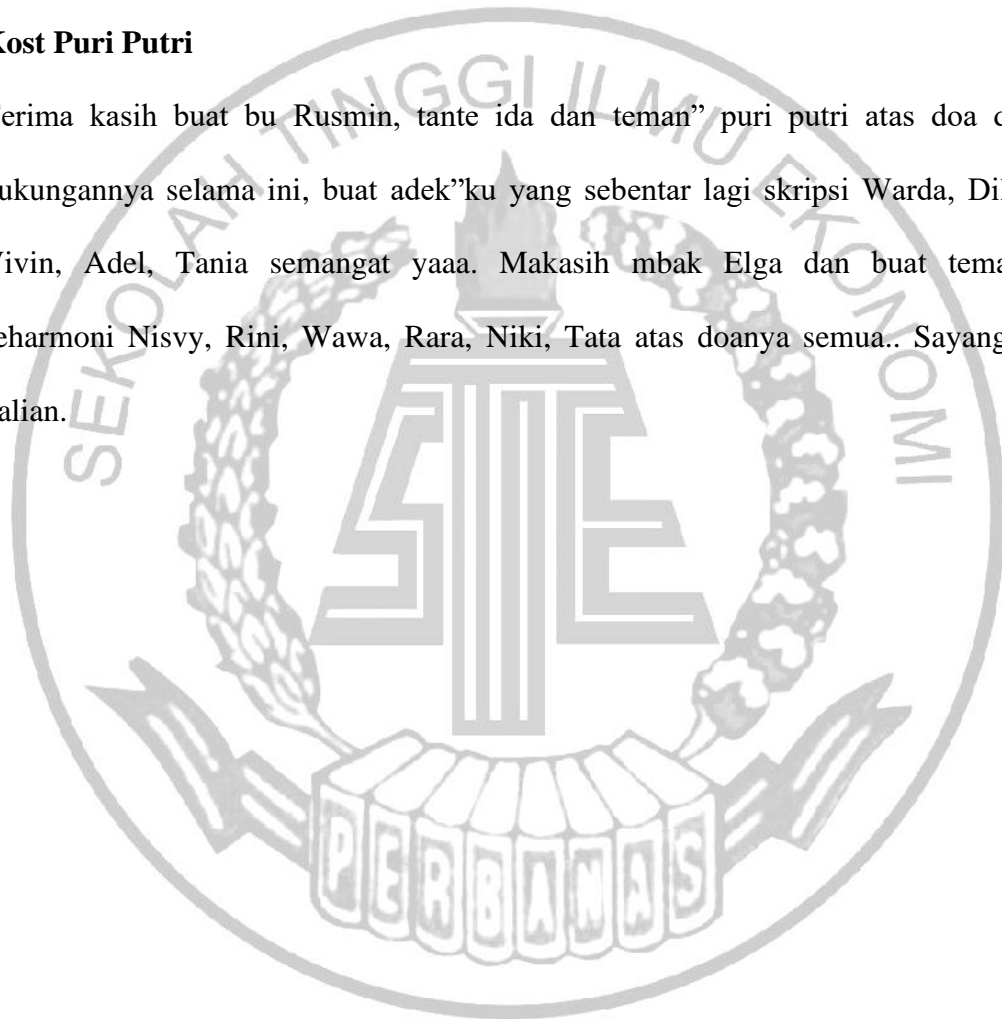 Kost Puri Putri
erima kasih buat bu Rusmin, tante ida dan teman” puri putri atas doa d
ukungannya selama ini, buat adek”ku yang sebentar lagi skripsi Warda, Dil
Vivin, Adel, Tania semangat yaaa. Makasih mbak Elga dan buat tema
eharmoni Nisvy, Rini, Wawa, Rara, Niki, Tata atas doanya semua.. Sayang
alian.
SEKOLAH TINGGI ILMU EKONOMI
STIE
PERBANAS